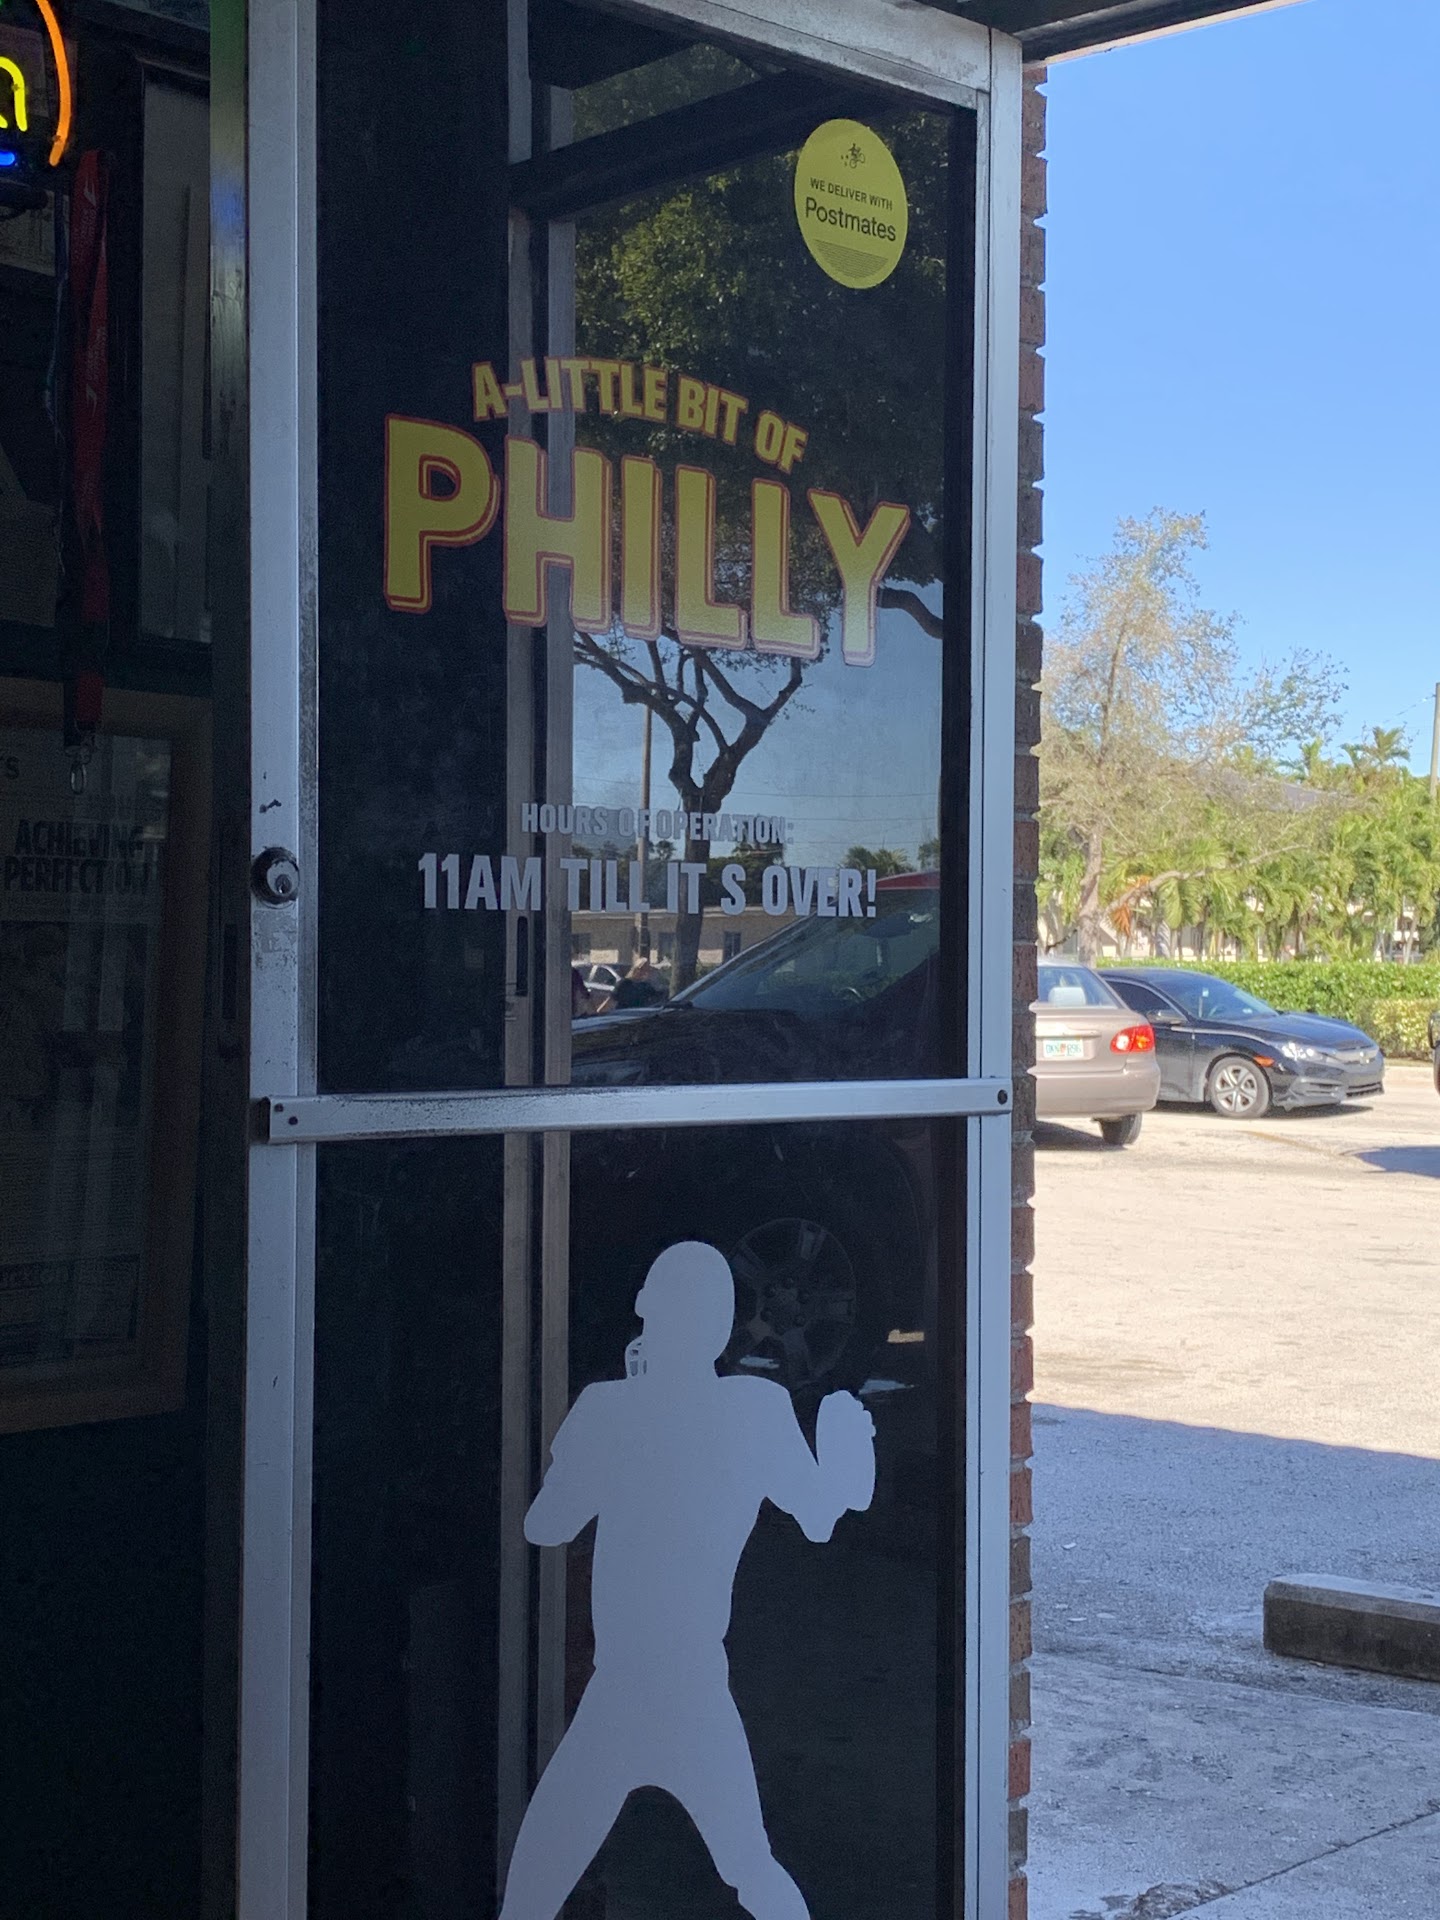 WE DELIVER WITH
Postmates
A-LITTLE BIT OF
PHILLY
HOURS OF OPERATION:
11AM TILL IT S OVER!
ACHIEVING
PERFECTION